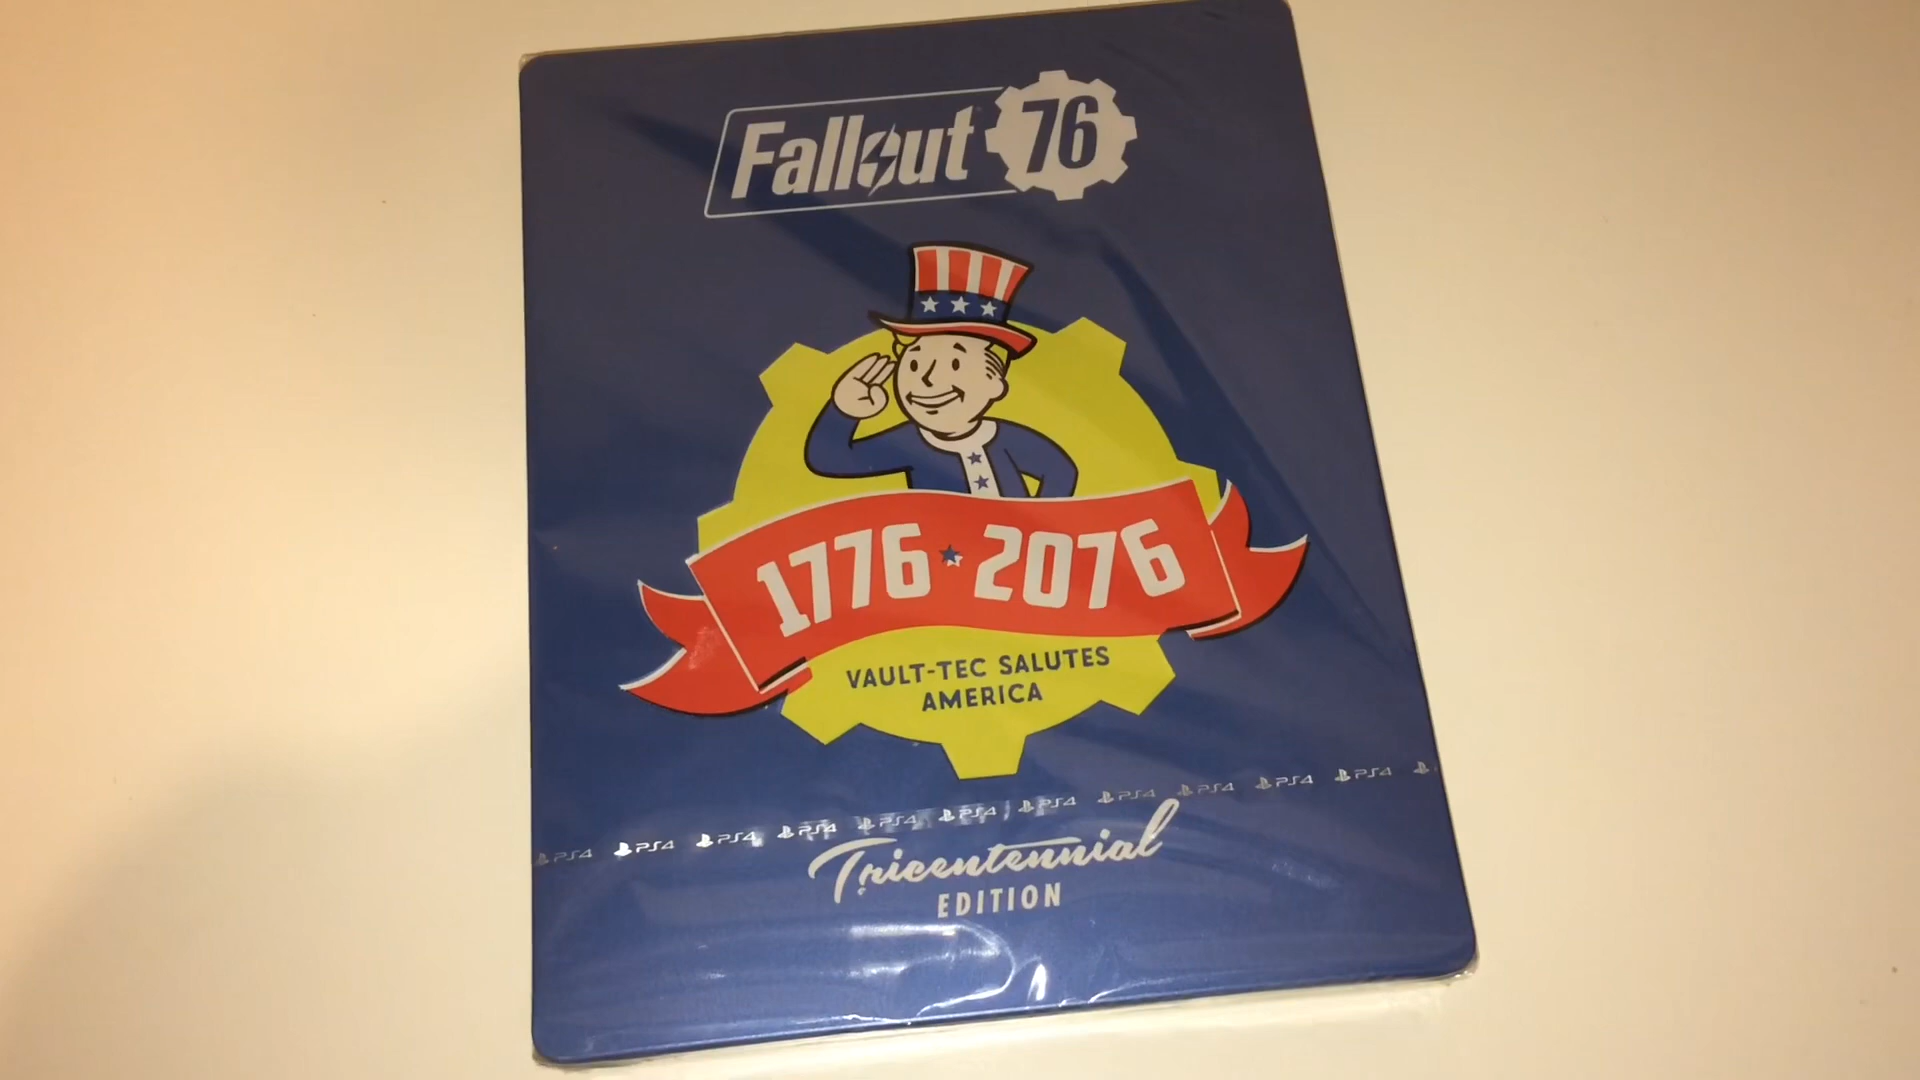 Fallout 76
1776 ★ 2076
VAULT-TEC SALUTES
AMERICA
PS4 PS4 PS4 PS4 PS4 PS4 PS4 PS4 PS4 PS4 PS4
Tricentennial
EDITION